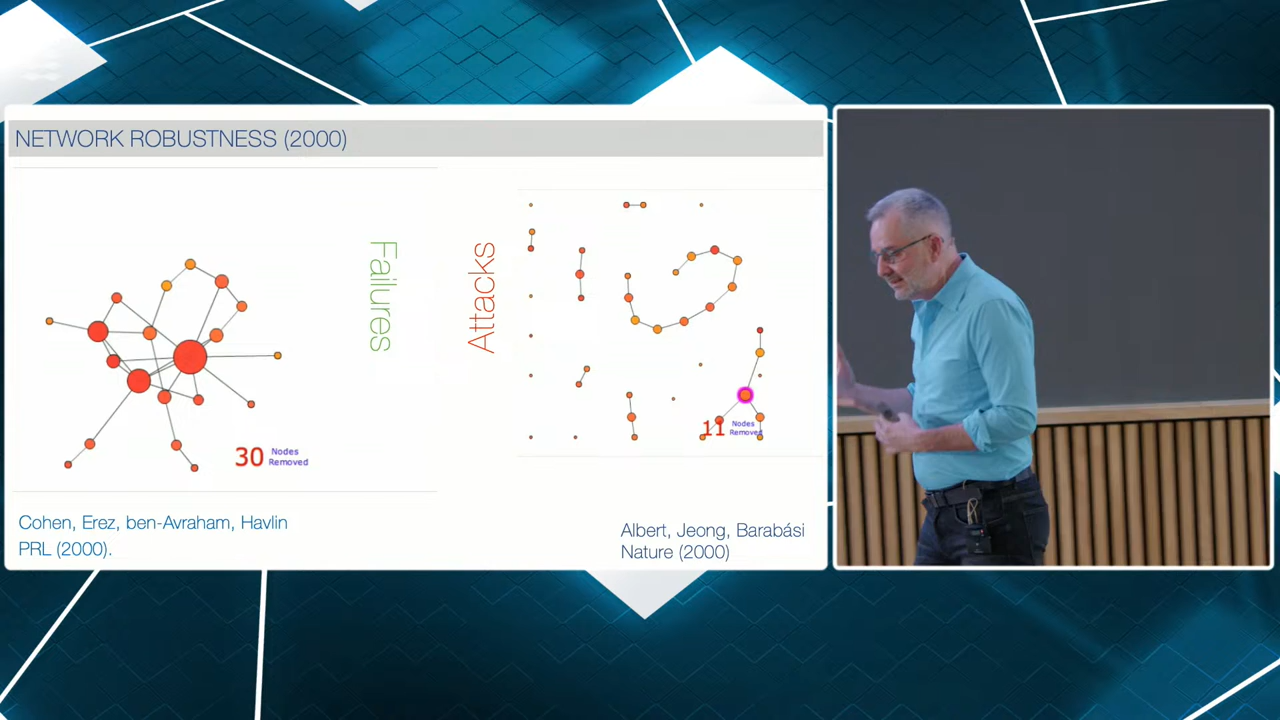 NETWORK ROBUSTNESS (2000)
Failures
Attacks
30 Nodes
Removed
11 Nodes
Removed
Cohen, Erez, ben-Avraham, Havlin
PRL (2000).
Albert, Jeong, Barabási
Nature (2000)